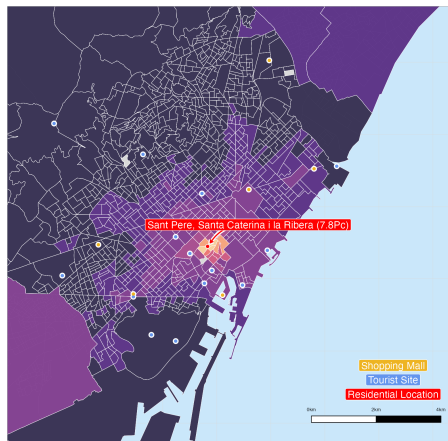 Sant Pere, Santa Caterina i la Ribera (7.8Pc)
Shopping Mall
Tourist Site
Residential Location
0km 2km 4km